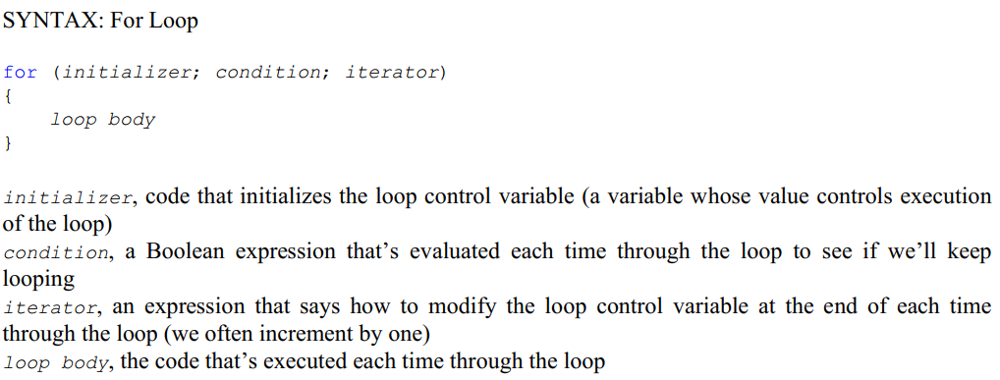 SYNTAX: For Loop
for (initializer; condition; iterator)
{
loop body
}
initializer, code that initializes the loop control variable (a variable whose value controls execution
of the loop)
condition, a Boolean expression that’s evaluated each time through the loop to see if we’ll keep
looping
iterator, an expression that says how to modify the loop control variable at the end of each time
through the loop (we often increment by one)
loop body, the code that’s executed each time through the loop